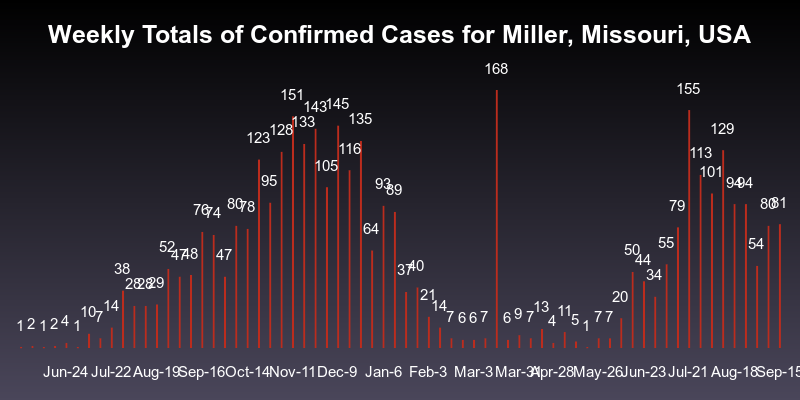 Weekly Totals of Confirmed Cases for Miller, Missouri, USA
1 2 1 2 4 1 10 7 14 38 28 28 29 52 47 48 76 74 47 80 78 123 95 128 151 133 143 105 145 116 135 64 93 89 37 40 21 14 7 6 6 7 168 6 9 7 13 4 11 5 1 7 7 20 50 44 34 55 79 155 113 101 129 94 94 54 80 81
Jun-24 Jul-22 Aug-19 Sep-16 Oct-14 Nov-11 Dec-9 Jan-6 Feb-3 Mar-3 Mar-31 Apr-28 May-26 Jun-23 Jul-21 Aug-18 Sep-15